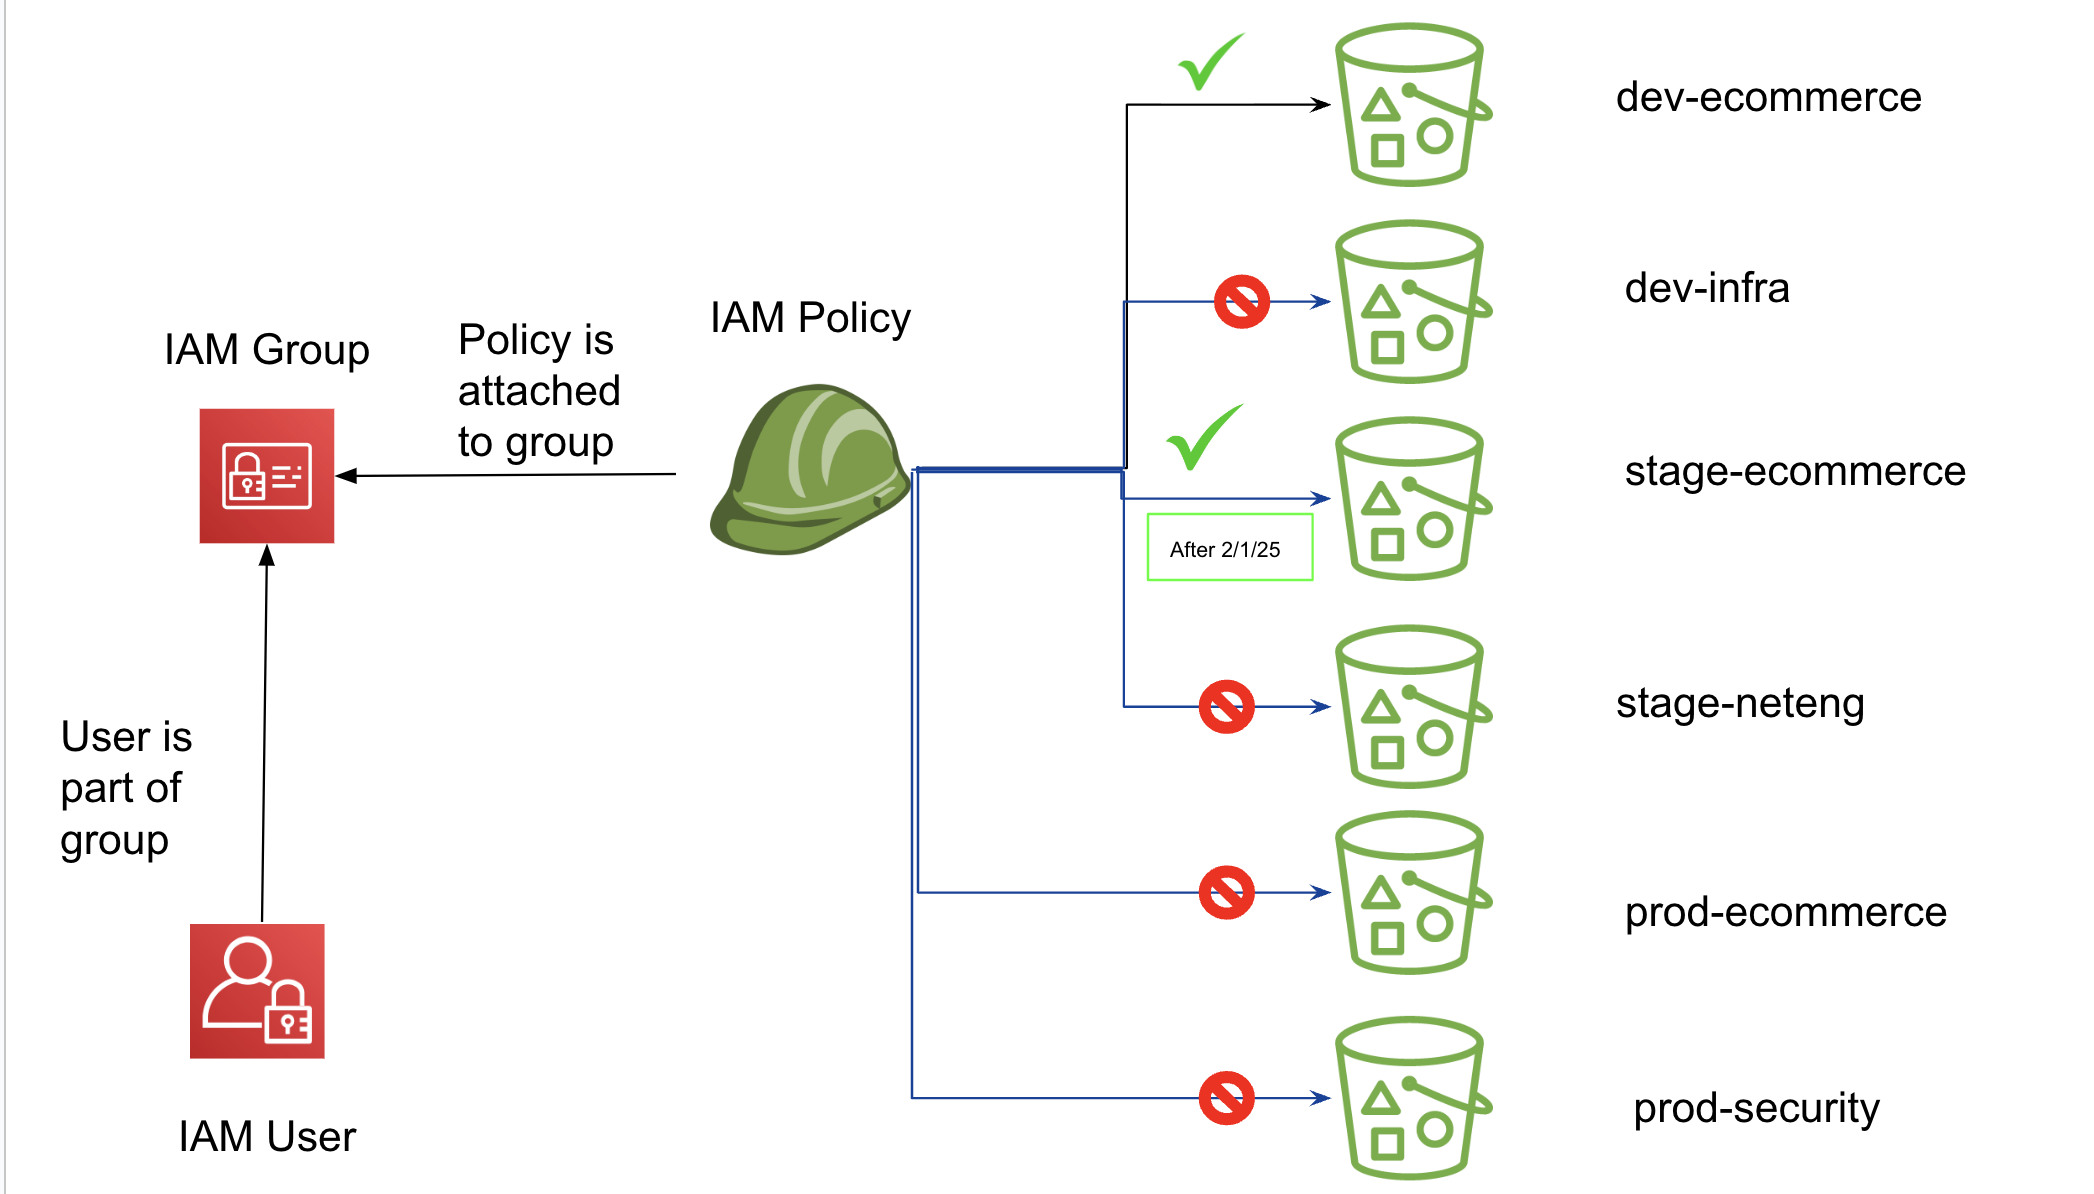 dev-ecommerce
dev-infra
IAM Policy
IAM Group
Policy is
attached
to group
stage-ecommerce
After 2/1/25
stage-neteng
User is
part of
group
prod-ecommerce
prod-security
IAM User